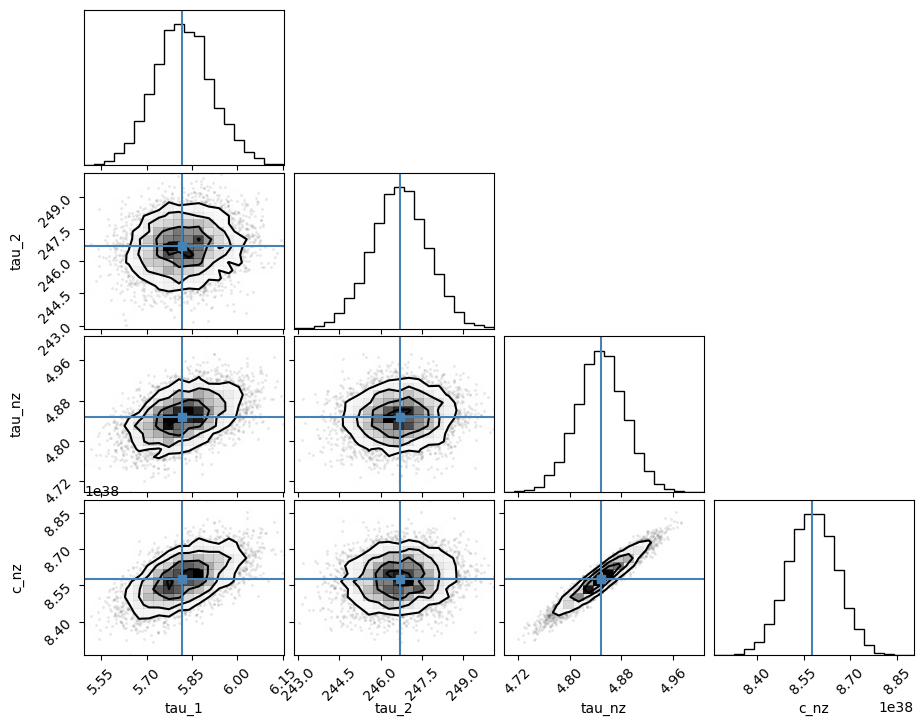 tau_2
249.0
247.5
246.0
244.5
243.0
tau_nz
4.96
4.88
4.80
4.72
1e38
c_nz
8.85
8.70
8.55
8.40
5.55 5.70 5.85 6.00 6.15
243.0 244.5 246.0 247.5 249.0
4.72 4.80 4.88 4.96
8.40 8.55 8.70 8.85
tau_1 tau_2 tau_nz c_nz 1e38